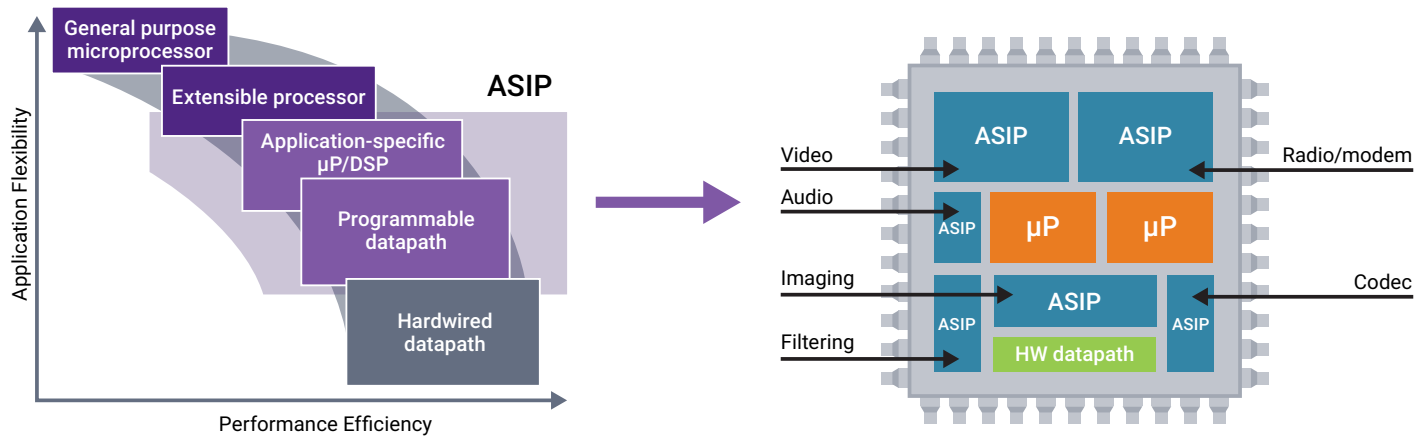 General purpose
microprocessor
Extensible processor
ASIP
Application-specific
µP/DSP
Programmable
datapath
Hardwired
datapath
Application Flexibility
Performance Efficiency
Video
Audio
Imaging
Filtering
ASIP
ASIP
ASIP
µP
µP
ASIP
ASIP
ASIP
HW datapath
Radio/modem
Codec